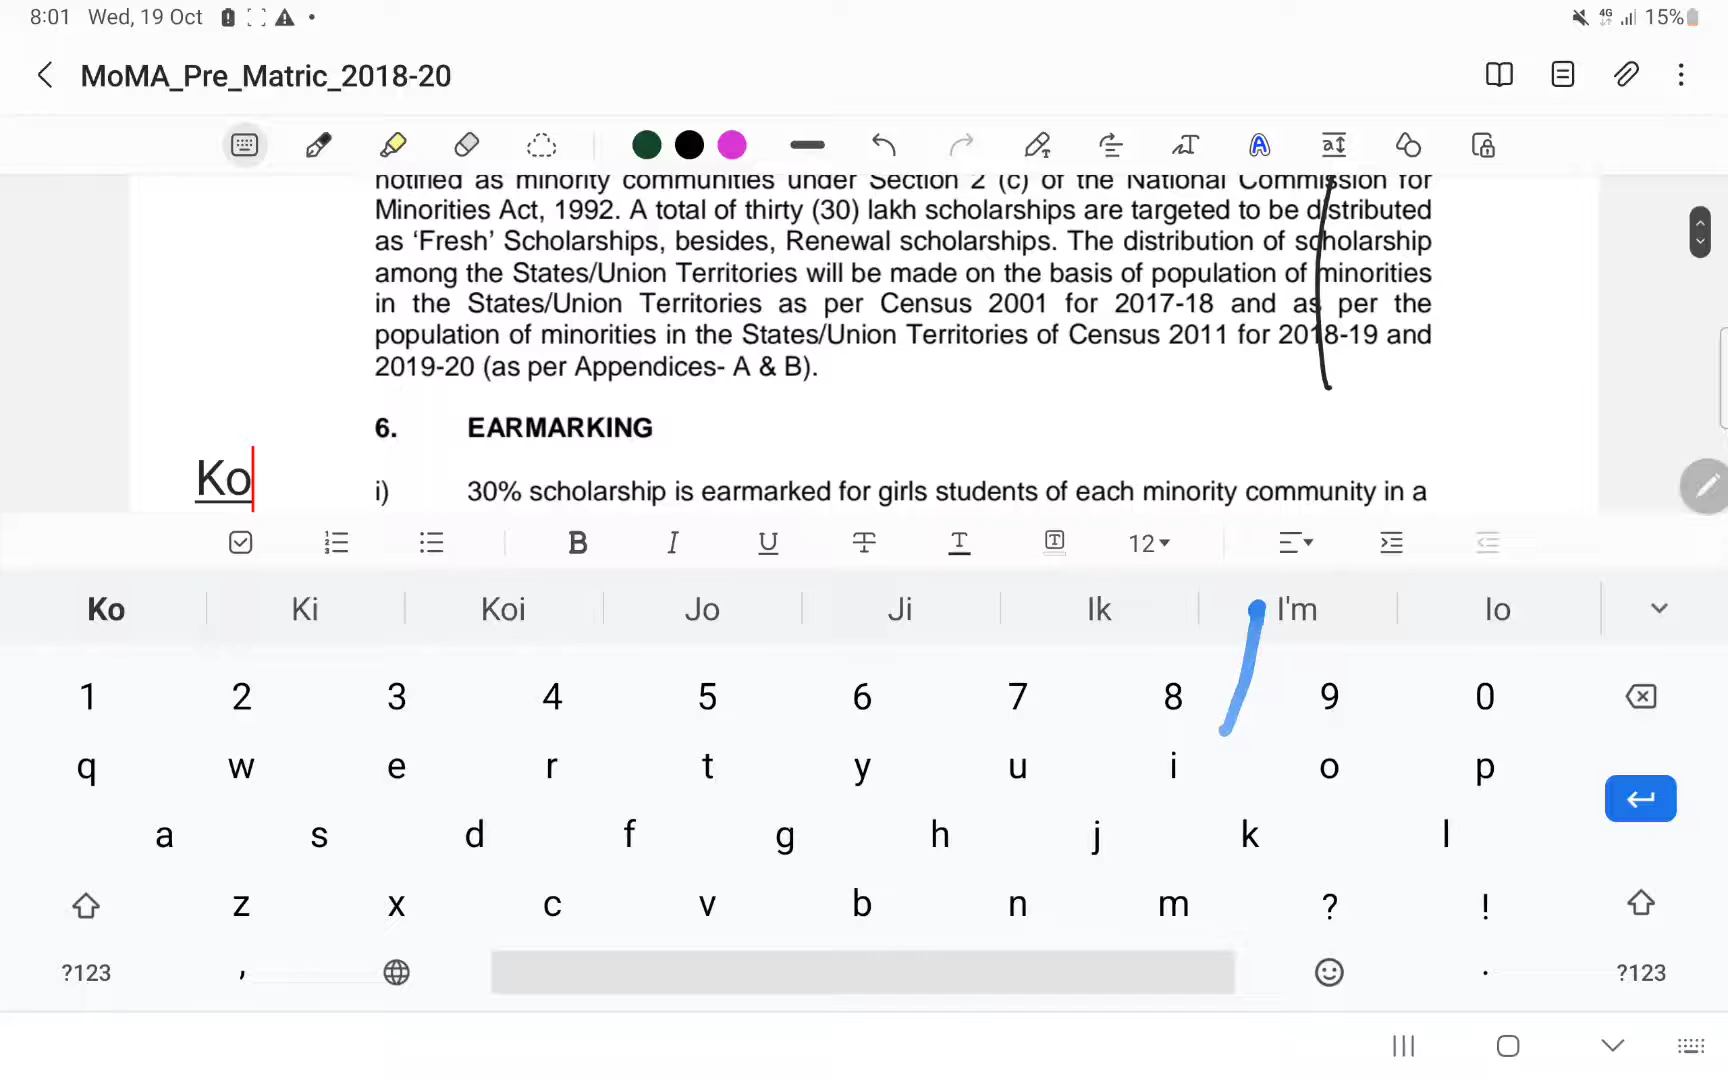 8:01 Wed, 19 Oct 4G 15%
MoMA_Pre_Matric_2018-20
notified as minority communities under Section 2 (c) of the National Commission for
Minorities Act, 1992. A total of thirty (30) lakh scholarships are targeted to be distributed
as ‘Fresh’ Scholarships, besides, Renewal scholarships. The distribution of scholarship
among the States/Union Territories will be made on the basis of population of minorities
in the States/Union Territories as per Census 2001 for 2017-18 and as per the
population of minorities in the States/Union Territories of Census 2011 for 2018-19 and
2019-20 (as per Appendices- A & B).
6. EARMARKING
Ko
i) 30% scholarship is earmarked for girls students of each minority community in a
B I U T T T 12
Ko Ki Koi Jo Ji Ik I'm Io
1 2 3 4 5 6 7 8 9 0
q w e r t y u i o p
a s d f g h j k l
z x c v b n m ? !
?123 , . ?123